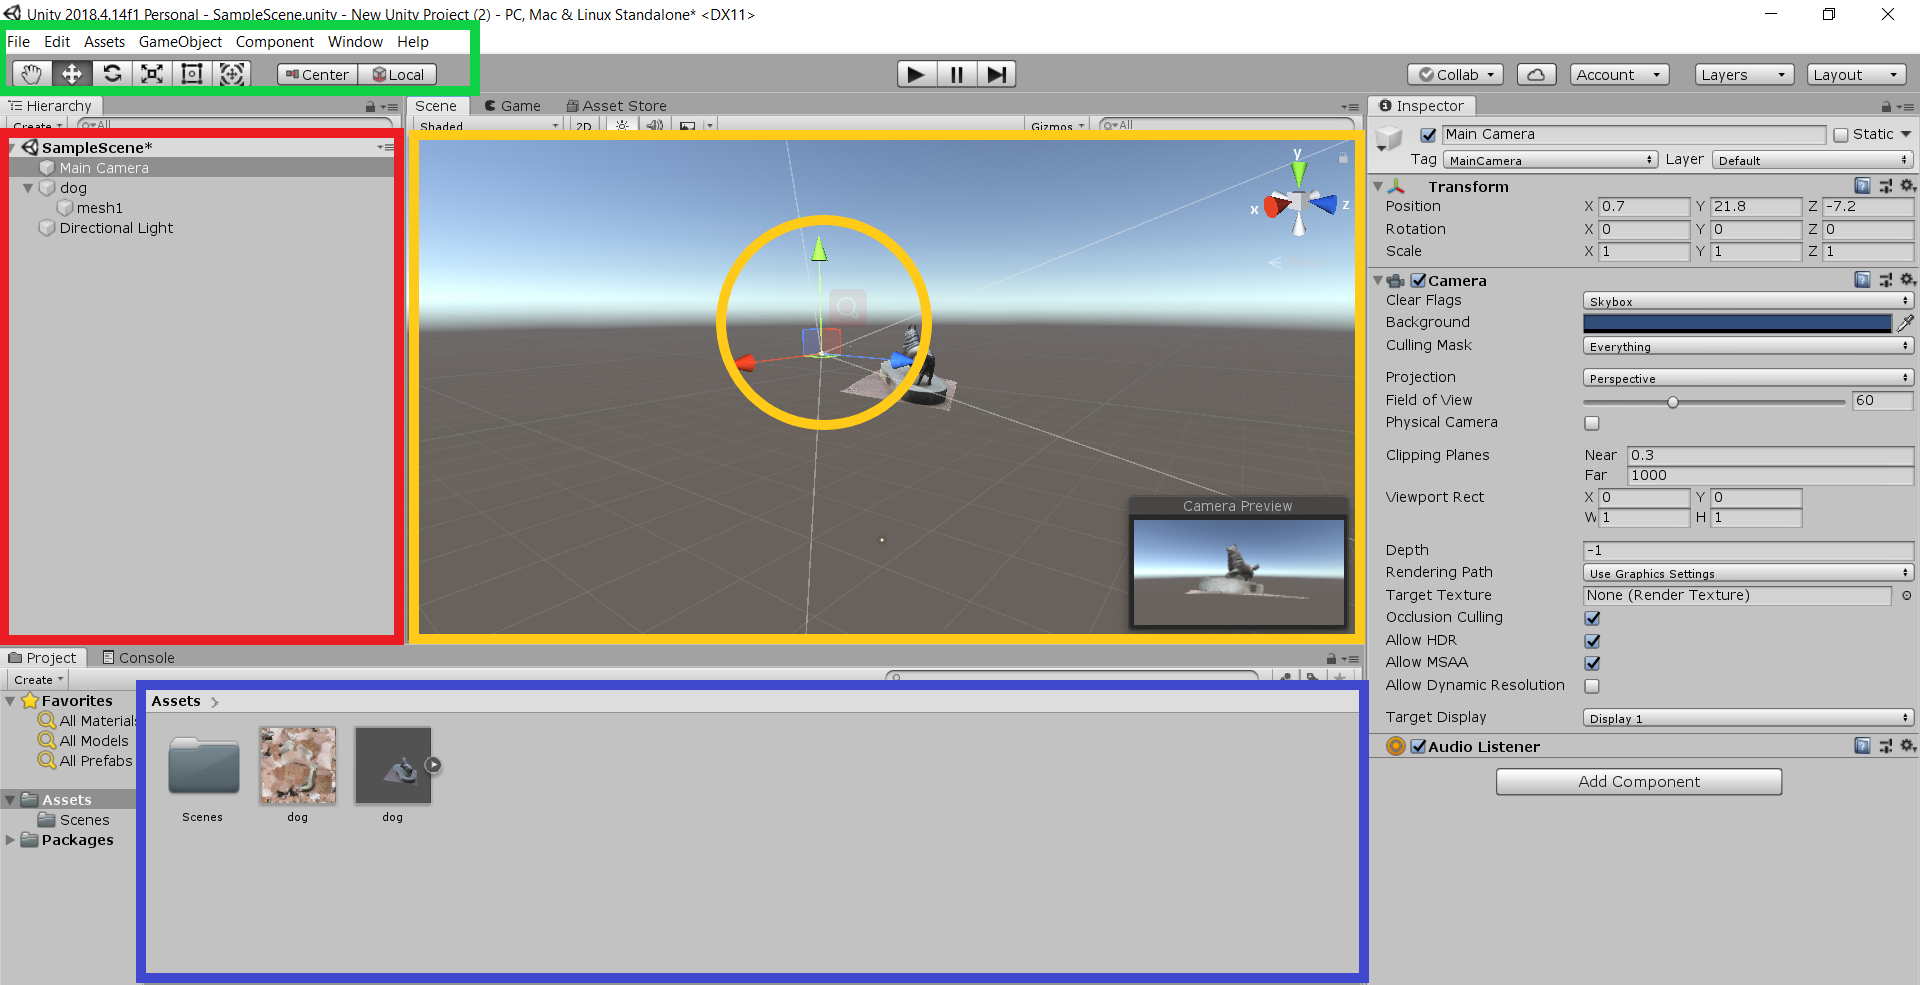 Unity 2018.4.14f1 Personal - SampleScene.unity - New Unity Project (2) - PC, Mac & Linux Standalone* <DX11>
File Edit Assets GameObject Component Window Help
Center Local Collab Account Layers Layout
Hierarchy
Create All
SampleScene*
Main Camera
dog
mesh1
Directional Light
Scene Game Asset Store
Shaded 2D Gizmos All
y
x z
Camera Preview
Inspector
Main Camera Static
Tag MainCamera Layer Default
Transform
Position X 0.7 Y 21.8 Z -7.2
Rotation X 0 Y 0 Z 0
Scale X 1 Y 1 Z 1
Camera
Clear Flags Skybox
Background
Culling Mask Everything
Projection Perspective
Field of View 60
Physical Camera
Clipping Planes Near 0.3
Far 1000
Viewport Rect X 0 Y 0
W 1 H 1
Depth -1
Rendering Path Use Graphics Settings
Target Texture None (Render Texture)
Occlusion Culling
Allow HDR
Allow MSAA
Allow Dynamic Resolution
Target Display Display 1
Audio Listener
Add Component
Project Console
Create
Favorites
All Materials
All Models
All Prefabs
Assets
Scenes
Packages
Assets
Scenes dog dog